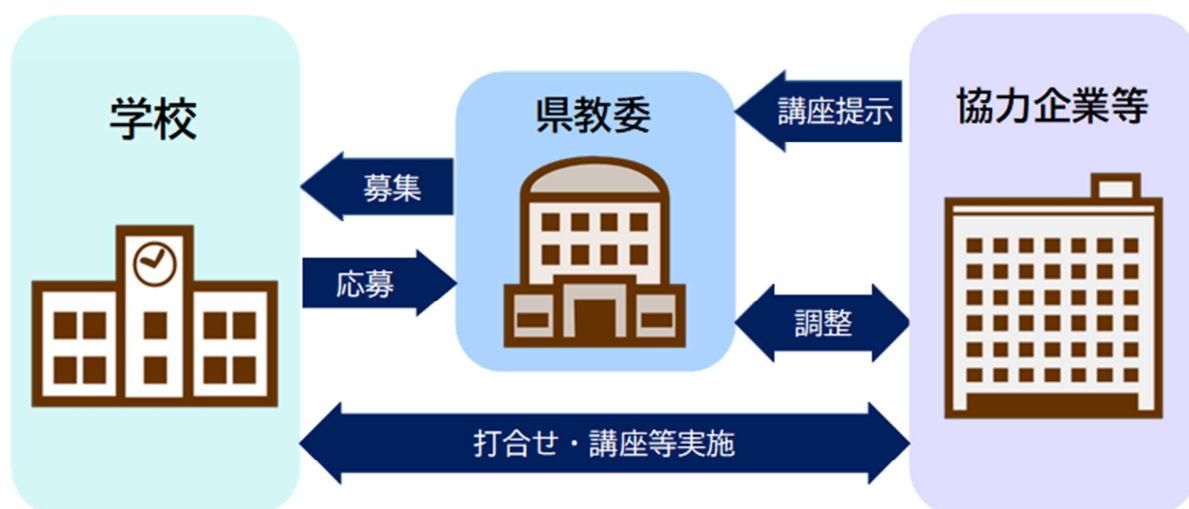 学校
県教委
協力企業等
講座提示
募集
応募
調整
打合せ・講座等実施